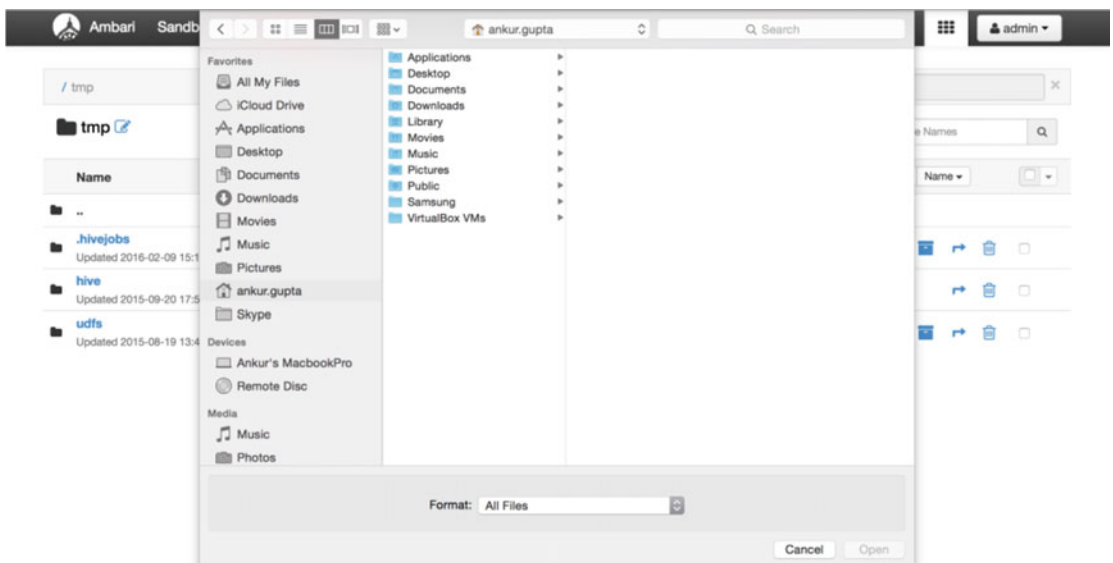 Ambari Sandb ankur.gupta Search admin
/ tmp
tmp
e Names
Name
Name
..
.hivejobs
Updated 2016-02-09 15:1
hive
Updated 2015-09-20 17:5
udfs
Updated 2015-08-19 13:4
Favorites
All My Files
iCloud Drive
Applications
Desktop
Documents
Downloads
Movies
Music
Pictures
ankur.gupta
Skype
Devices
Ankur's MacbookPro
Remote Disc
Media
Music
Photos
Applications
Desktop
Documents
Downloads
Library
Movies
Music
Pictures
Public
Samsung
VirtualBox VMs
Format: All Files
Cancel Open